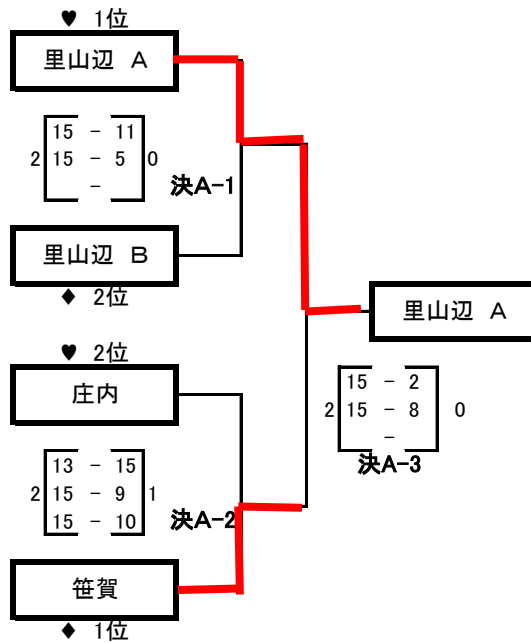 ♥ 1位
里山辺 A
15 - 11
2 15 - 5 0
-
決A-1
里山辺 B
♦ 2位
♥ 2位
庄内
13 - 15
2 15 - 9 1
15 - 10
決A-2
笹賀
♦ 1位
里山辺 A
15 - 2
2 15 - 8 0
-
決A-3